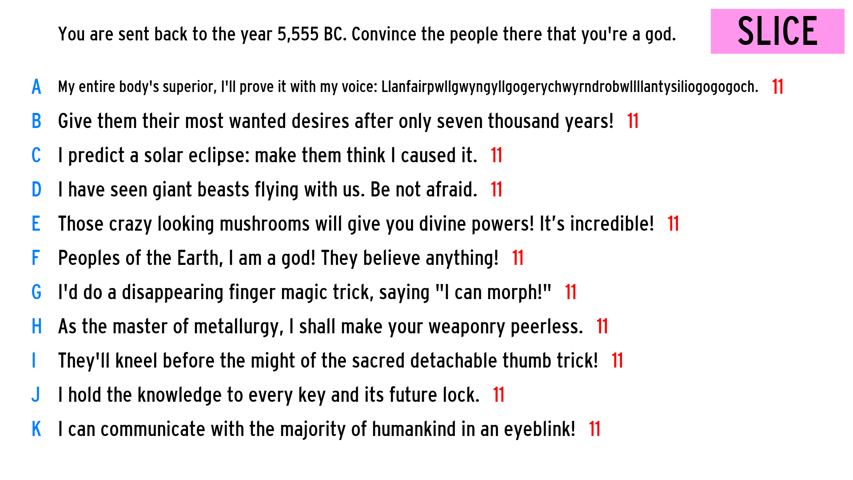 You are sent back to the year 5,555 BC. Convince the people there that you're a god.
SLICE
A My entire body's superior, I'll prove it with my voice: Llanfairpwllgwyngyllgogerychwyrndrobwllllantysiliogogogoch. 11
B Give them their most wanted desires after only seven thousand years! 11
C I predict a solar eclipse: make them think I caused it. 11
D I have seen giant beasts flying with us. Be not afraid. 11
E Those crazy looking mushrooms will give you divine powers! It’s incredible! 11
F Peoples of the Earth, I am a god! They believe anything! 11
G I'd do a disappearing finger magic trick, saying "I can morph!" 11
H As the master of metallurgy, I shall make your weaponry peerless. 11
I They'll kneel before the might of the sacred detachable thumb trick! 11
J I hold the knowledge to every key and its future lock. 11
K I can communicate with the majority of humankind in an eyeblink! 11